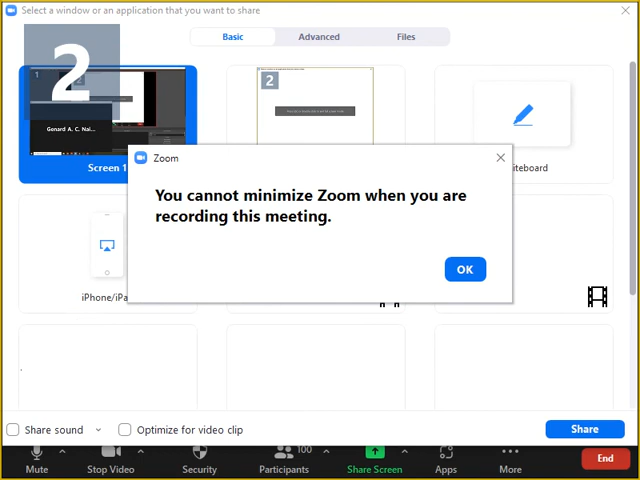 Select a window or an application that you want to share
Basic
Advanced
Files
2
1
2
Gonard A. C. Nal...
Screen 1
iteboard
Zoom
You cannot minimize Zoom when you are
recording this meeting.
OK
iPhone/iPa
Share sound
Optimize for video clip
Share
100
Mute
Stop Video
Security
Participants
Share Screen
Apps
More
End